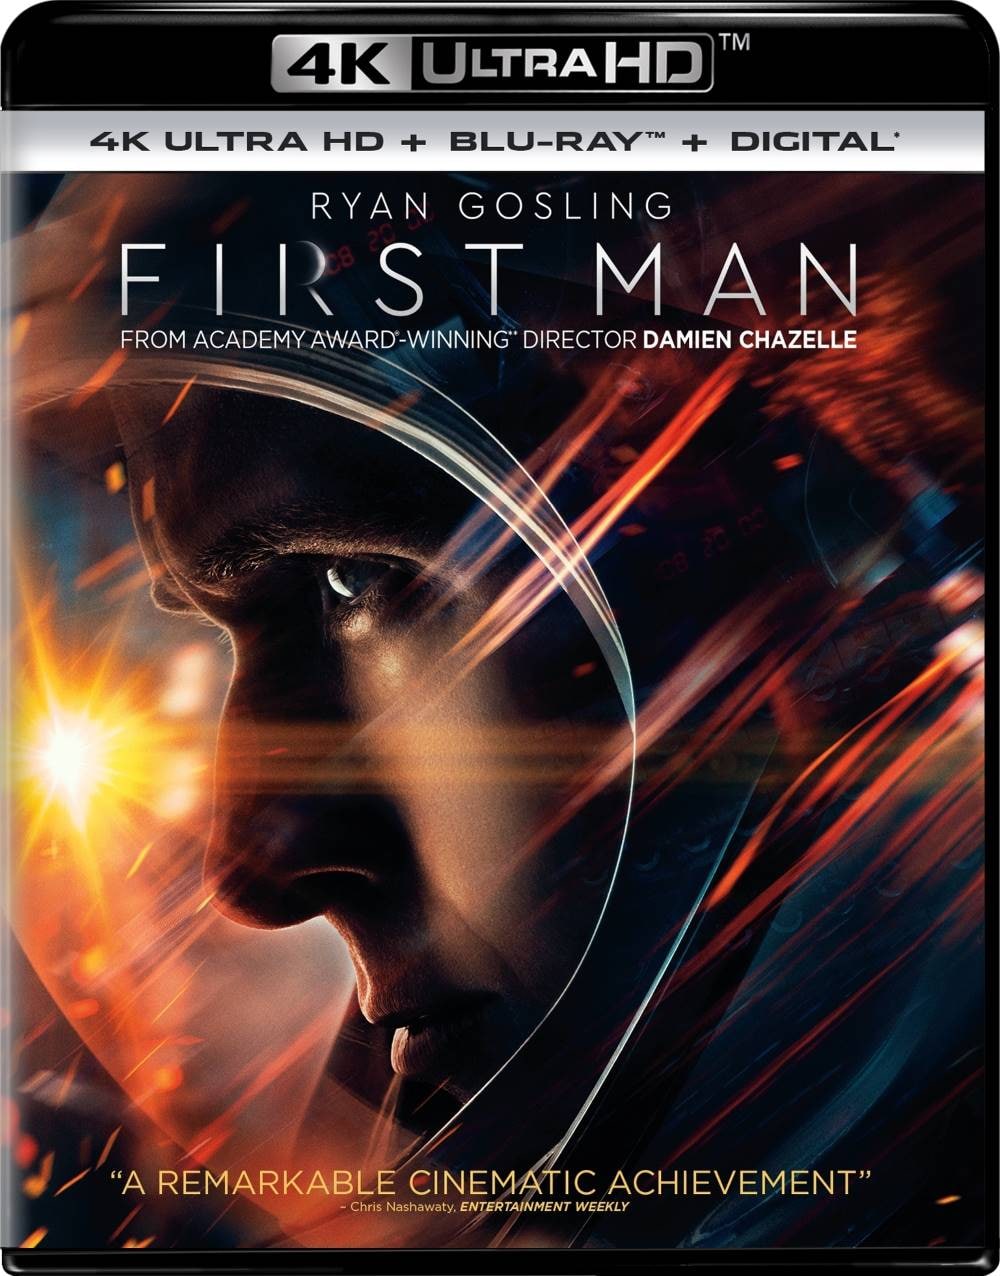 4K ULTRA HD™
4K ULTRA HD + BLU-RAY™ + DIGITAL*
RYAN GOSLING
FIRST MAN
FROM ACADEMY AWARD®-WINNING** DIRECTOR DAMIEN CHAZELLE
“A REMARKABLE CINEMATIC ACHIEVEMENT”
– Chris Nashawaty, ENTERTAINMENT WEEKLY